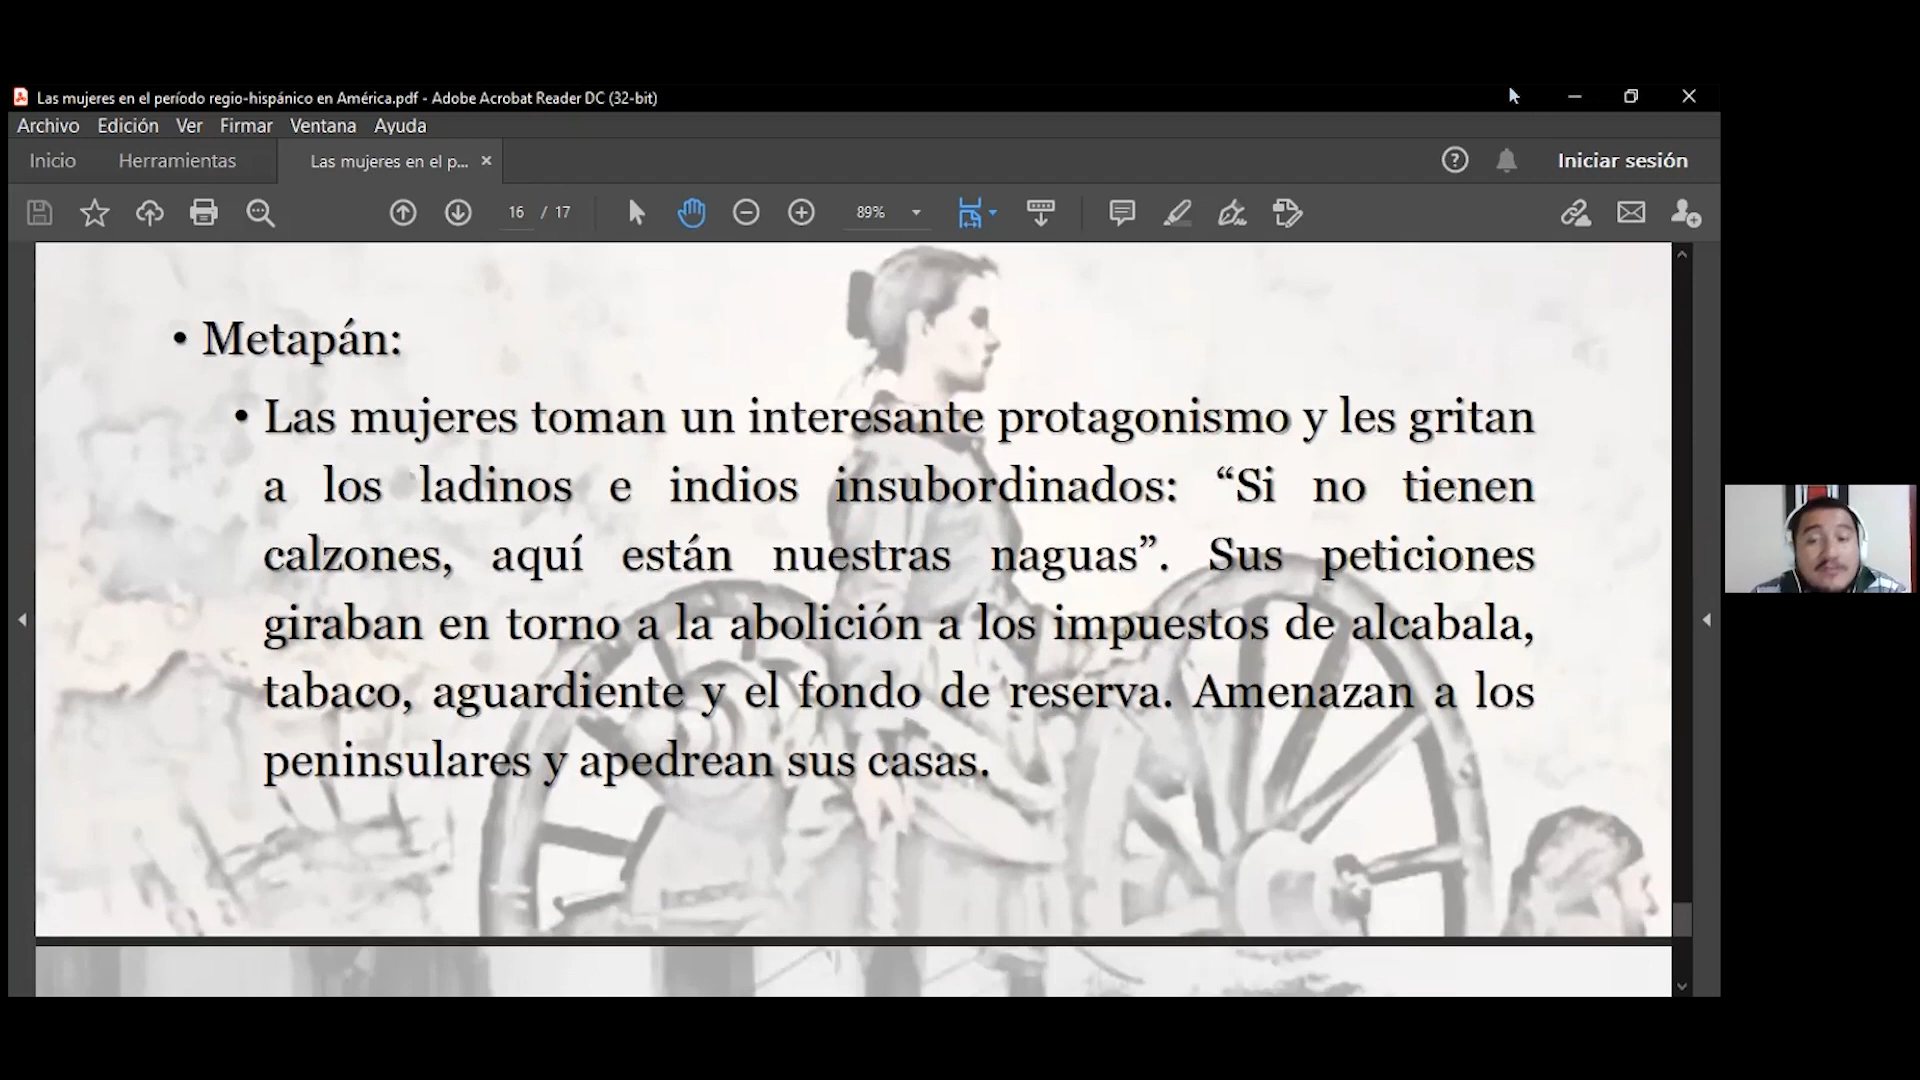 Las mujeres en el período regio-hispánico en América.pdf - Adobe Acrobat Reader DC (32-bit)
Archivo Edición Ver Firmar Ventana Ayuda
Inicio Herramientas Las mujeres en el p... Iniciar sesión
16 / 17 89%
• Metapán:
• Las mujeres toman un interesante protagonismo y les gritan
a los ladinos e indios insubordinados: “Si no tienen
calzones, aquí están nuestras naguas”. Sus peticiones
giraban en torno a la abolición a los impuestos de alcabala,
tabaco, aguardiente y el fondo de reserva. Amenazan a los
peninsulares y apedrean sus casas.